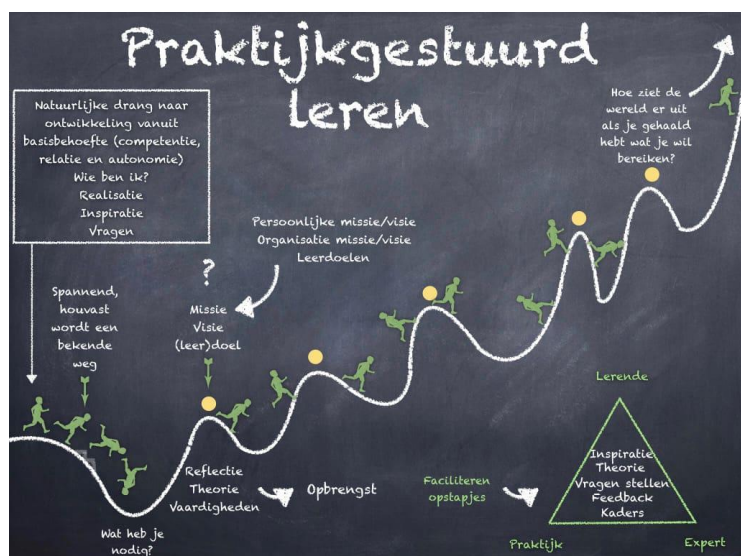 Praktijkgestuurd
leren
Natuurlijke drang naar
ontwikkeling vanuit
basisbehoefte (competentie,
relatie en autonomie)
Wie ben ik?
Realisatie
Inspiratie
Vragen
Hoe ziet de
wereld er uit
als je gehaald
hebt wat je wil
bereiken?
Persoonlijke missie/visie
Organisatie missie/visie
Leerdoelen
Spannend,
houvast
wordt een
bekende
weg
?
Missie
Visie
(leer)doel
Wat heb je
nodig?
Reflectie
Theorie
Vaardigheden
Opbrengst
Faciliteren
opstapjes
Lerende
Inspiratie
Theorie
Vragen stellen
Feedback
Kaders
Praktijk
Expert